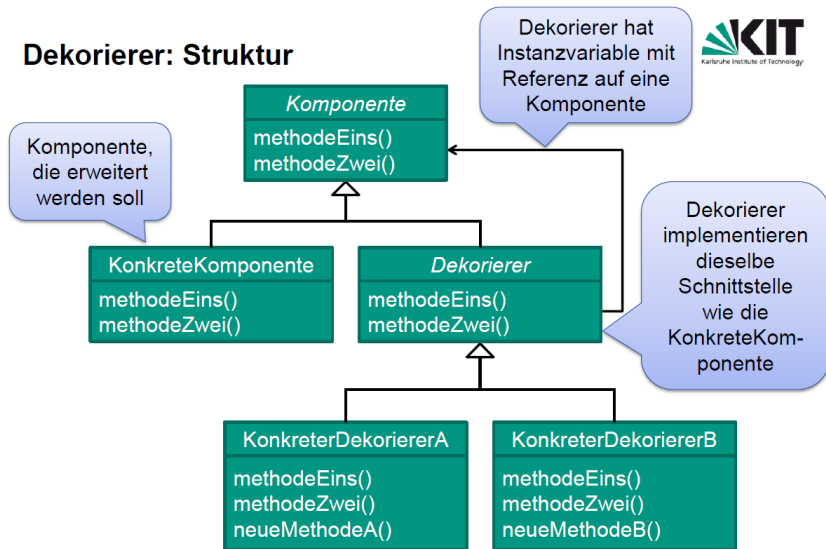 Dekorierer: Struktur
Dekorierer hat
Instanzvariable mit
Referenz auf eine
Komponente
KIT
Karlsruhe Institute of Technology
Komponente,
die erweitert
werden soll
Komponente
methodeEins()
methodeZwei()
KonkreteKomponente
methodeEins()
methodeZwei()
Dekorierer
methodeEins()
methodeZwei()
Dekorierer
implementieren
dieselbe
Schnittstelle
wie die
KonkreteKom-
ponente
KonkreterDekoriererA
methodeEins()
methodeZwei()
neueMethodeA()
KonkreterDekoriererB
methodeEins()
methodeZwei()
neueMethodeB()